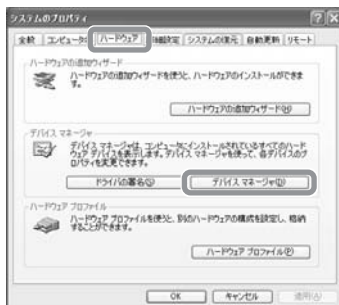 システムのプロパティ
全般 コンピュータ ハードウェア 詳細設定 システムの復元 自動更新 リモート
ハードウェアの追加ウィザード
ハードウェアの追加ウィザードを使うと、ハードウェアのインストールができま
す。
ハードウェアの追加ウィザード(H)
デバイス マネージャ
デバイス マネージャは、コンピュータにインストールされているすべてのハード
ウェア デバイスを表示します。デバイス マネージャを使って、各デバイスのプ
ロパティを変更できます。
ドライバの署名(S) デバイス マネージャ(D)
ハードウェア プロファイル
ハードウェア プロファイルを使うと、別のハードウェアの構成を設定し、格納
することができます。
ハードウェア プロファイル(P)
OK キャンセル 適用(A)